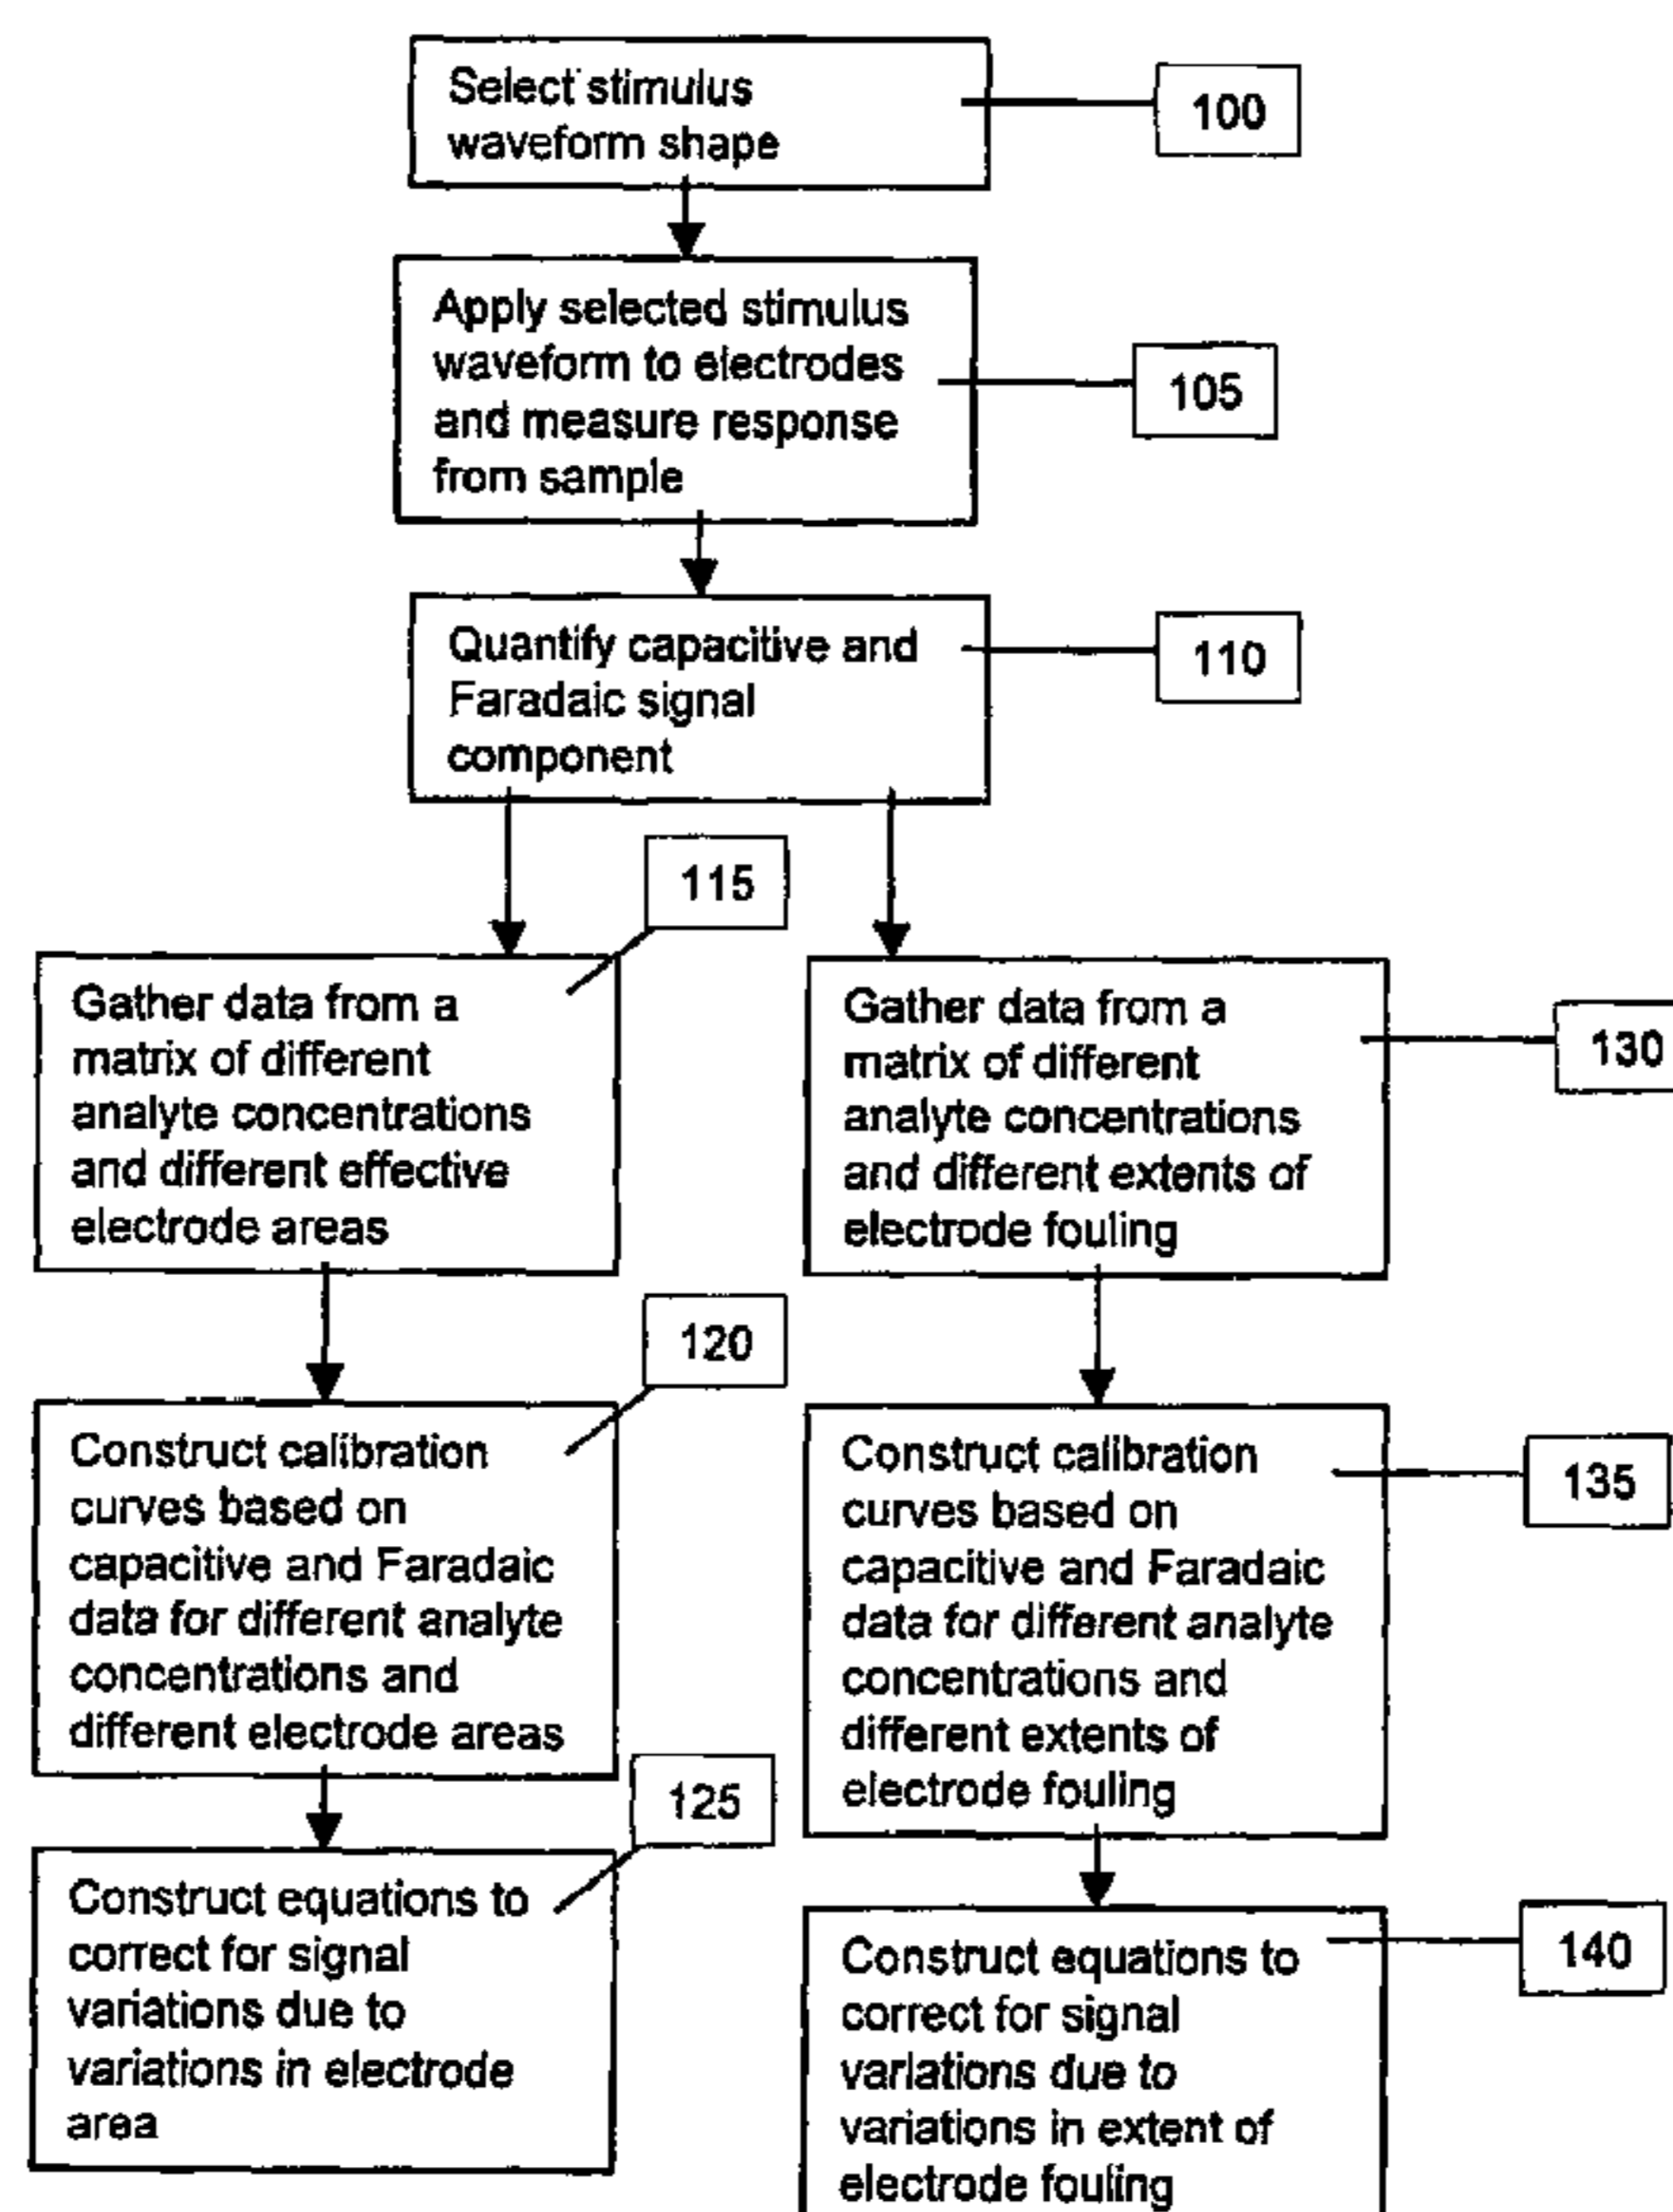 Select stimulus
waveform shape
100
Apply selected stimulus
waveform to electrodes
and measure response
from sample
105
Quantify capacitive and
Faradaic signal
component
110
115
Gather data from a
matrix of different
analyte concentrations
and different effective
electrode areas
Gather data from a
matrix of different
analyte concentrations
and different extents of
electrode fouling
130
120
Construct calibration
curves based on
capacitive and Faradaic
data for different analyte
concentrations and
different electrode areas
Construct calibration
curves based on
capacitive and Faradaic
data for different analyte
concentrations and
different extents of
electrode fouling
135
125
Construct equations to
correct for signal
variations due to
variations in electrode
area
Construct equations to
correct for signal
variations due to
variations in extent of
electrode fouling
140